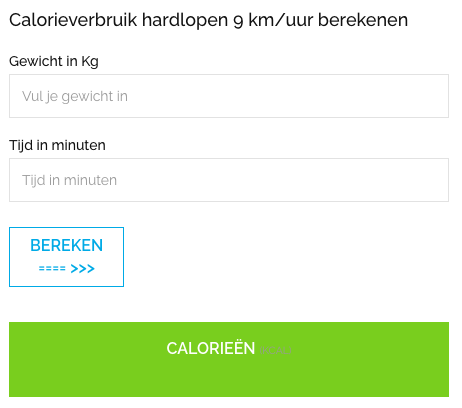 Calorieverbruik hardlopen 9 km/uur berekenen
Gewicht in Kg
Vul je gewicht in
Tijd in minuten
Tijd in minuten
BEREKEN
==== >>>
CALORIEËN